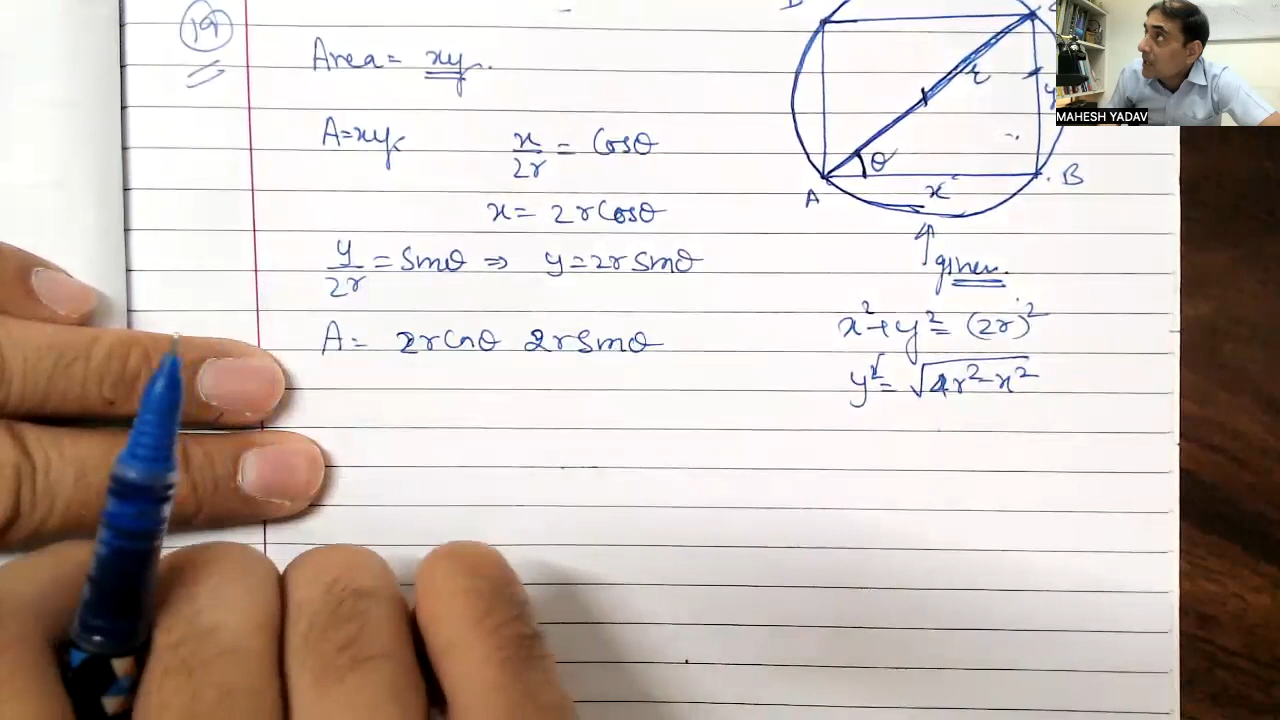 19
Area = xy.
A = xy
x/2r = Cosθ
x = 2r Cosθ
y/2r = Sinθ ⇒ y = 2r Sinθ
A = 2r Cosθ 2r Sinθ
r
y
θ
A
x
B
given.
x² + y² = (2r)²
y² = √4r² - x²
MAHESH YADAV